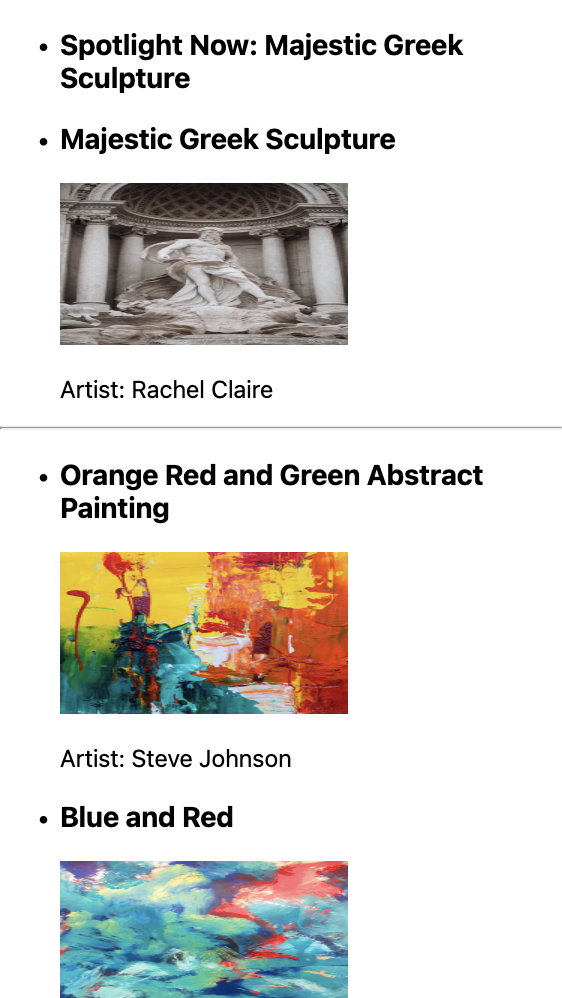 Spotlight Now: Majestic Greek
Sculpture
Majestic Greek Sculpture
Artist: Rachel Claire
Orange Red and Green Abstract
Painting
Artist: Steve Johnson
Blue and Red